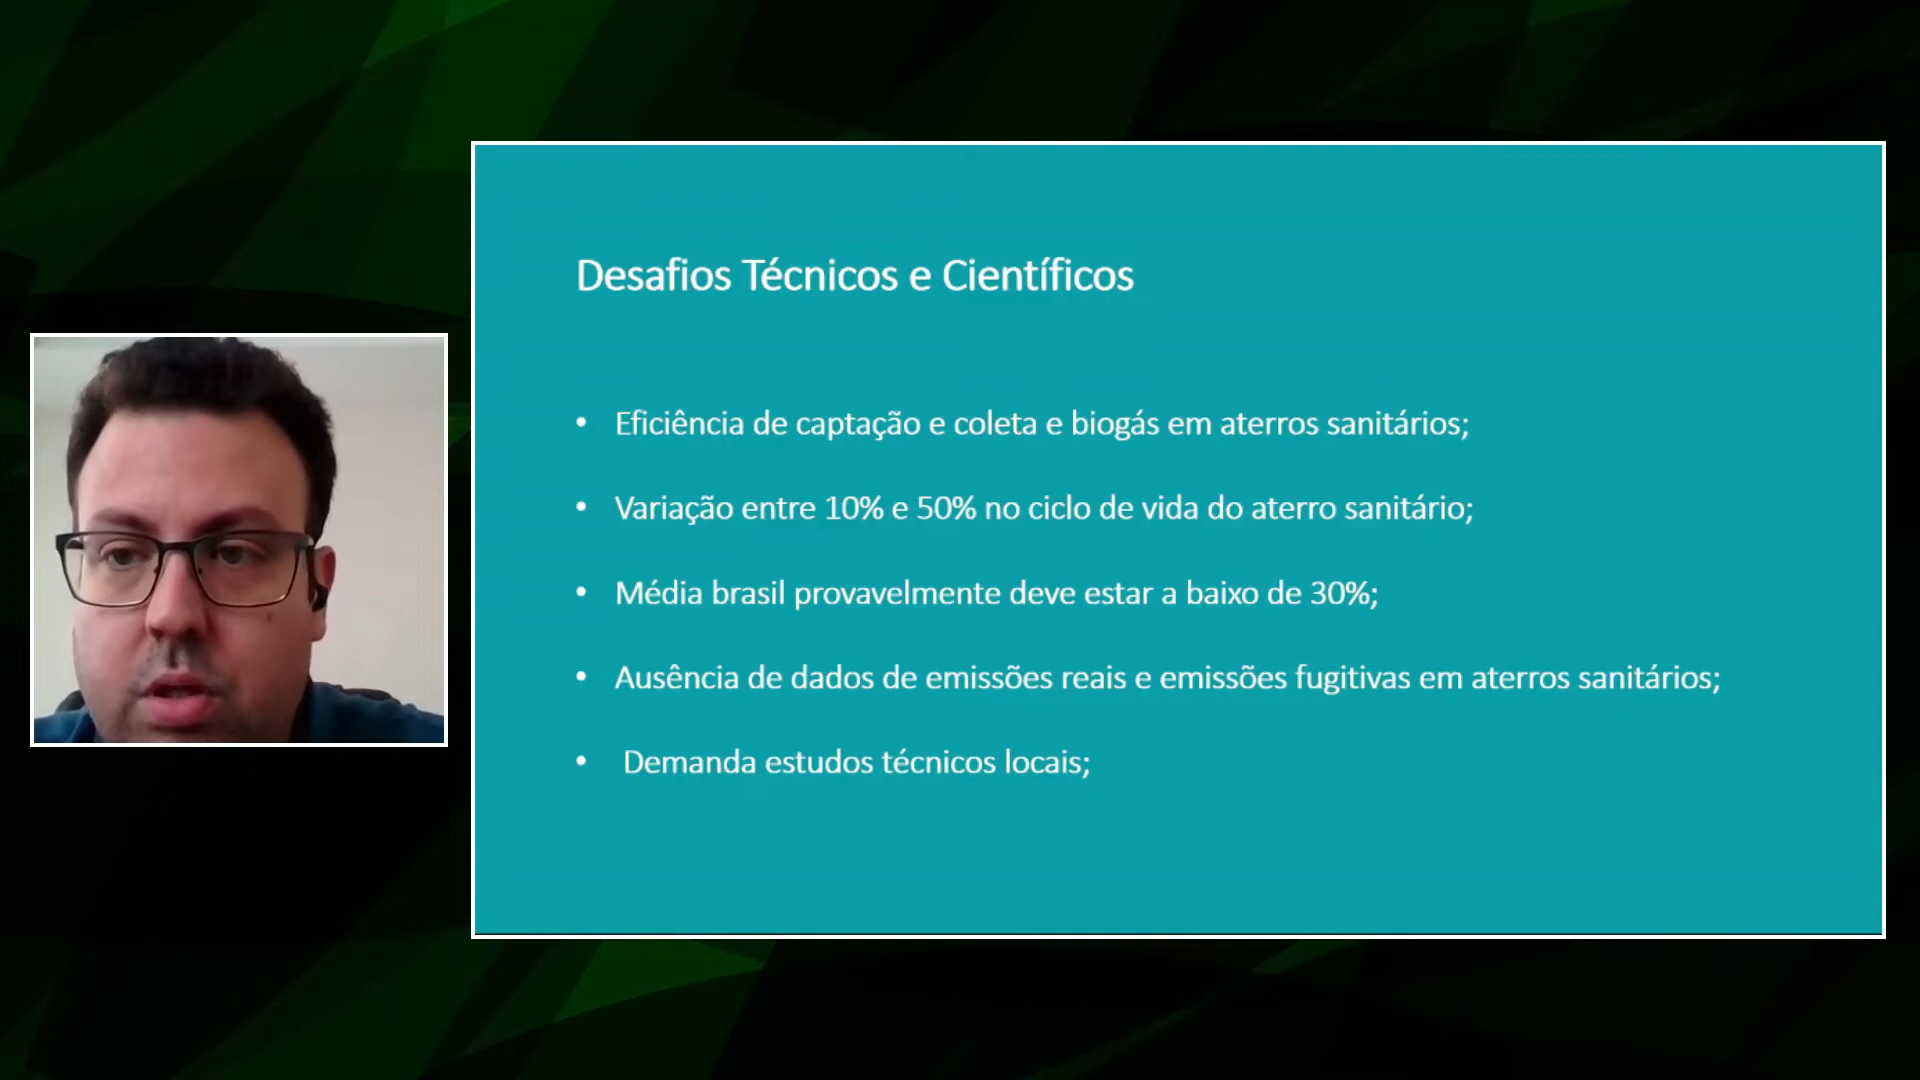 Desafios Técnicos e Científicos
• Eficiência de captação e coleta e biogás em aterros sanitários;
• Variação entre 10% e 50% no ciclo de vida do aterro sanitário;
• Média brasil provavelmente deve estar a baixo de 30%;
• Ausência de dados de emissões reais e emissões fugitivas em aterros sanitários;
• Demanda estudos técnicos locais;